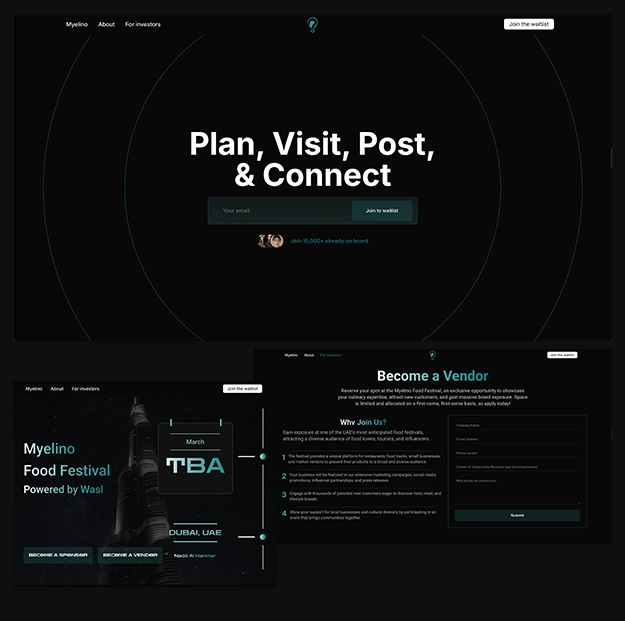 Myelino About For investors Join the waitlist
Plan, Visit, Post,
& Connect
Your email Join to waitlist
Join 15,000+ already on board
Myelino About For investors Join the waitlist
Become a Vendor
Reserve your spot at the Myelino Food Festival, an exclusive opportunity to showcase
your culinary expertise, attract new customers, and gain massive brand exposure. Space
is limited and allocated on a first-come, first-serve basis, so apply today!
Why Join Us?
Gain exposure at one of the UAE's most anticipated food festivals,
attracting a diverse audience of food lovers, tourists, and influencers.
1 The festival provides a unique platform for restaurants, food trucks, small businesses,
and market vendors to present their products to a broad and diverse audience.
2 Your business will be featured in our extensive marketing campaigns, social media
promotions, influencer partnerships, and press releases.
3 Engage with thousands of potential new customers eager to discover food, retail, and
lifestyle brands.
4 Show your support for local businesses and cultural diversity by participating in an
event that brings communities together.
Company Name
E-mail address
Phone number
Why should we choose you?
Submit
Myelino About For investors Join the waitlist
Myelino
Food Festival
Powered by Wasl
March
TBA
DUBAI, UAE
Nadd Al Hammar
BECOME A SPONSOR BECOME A VENDOR